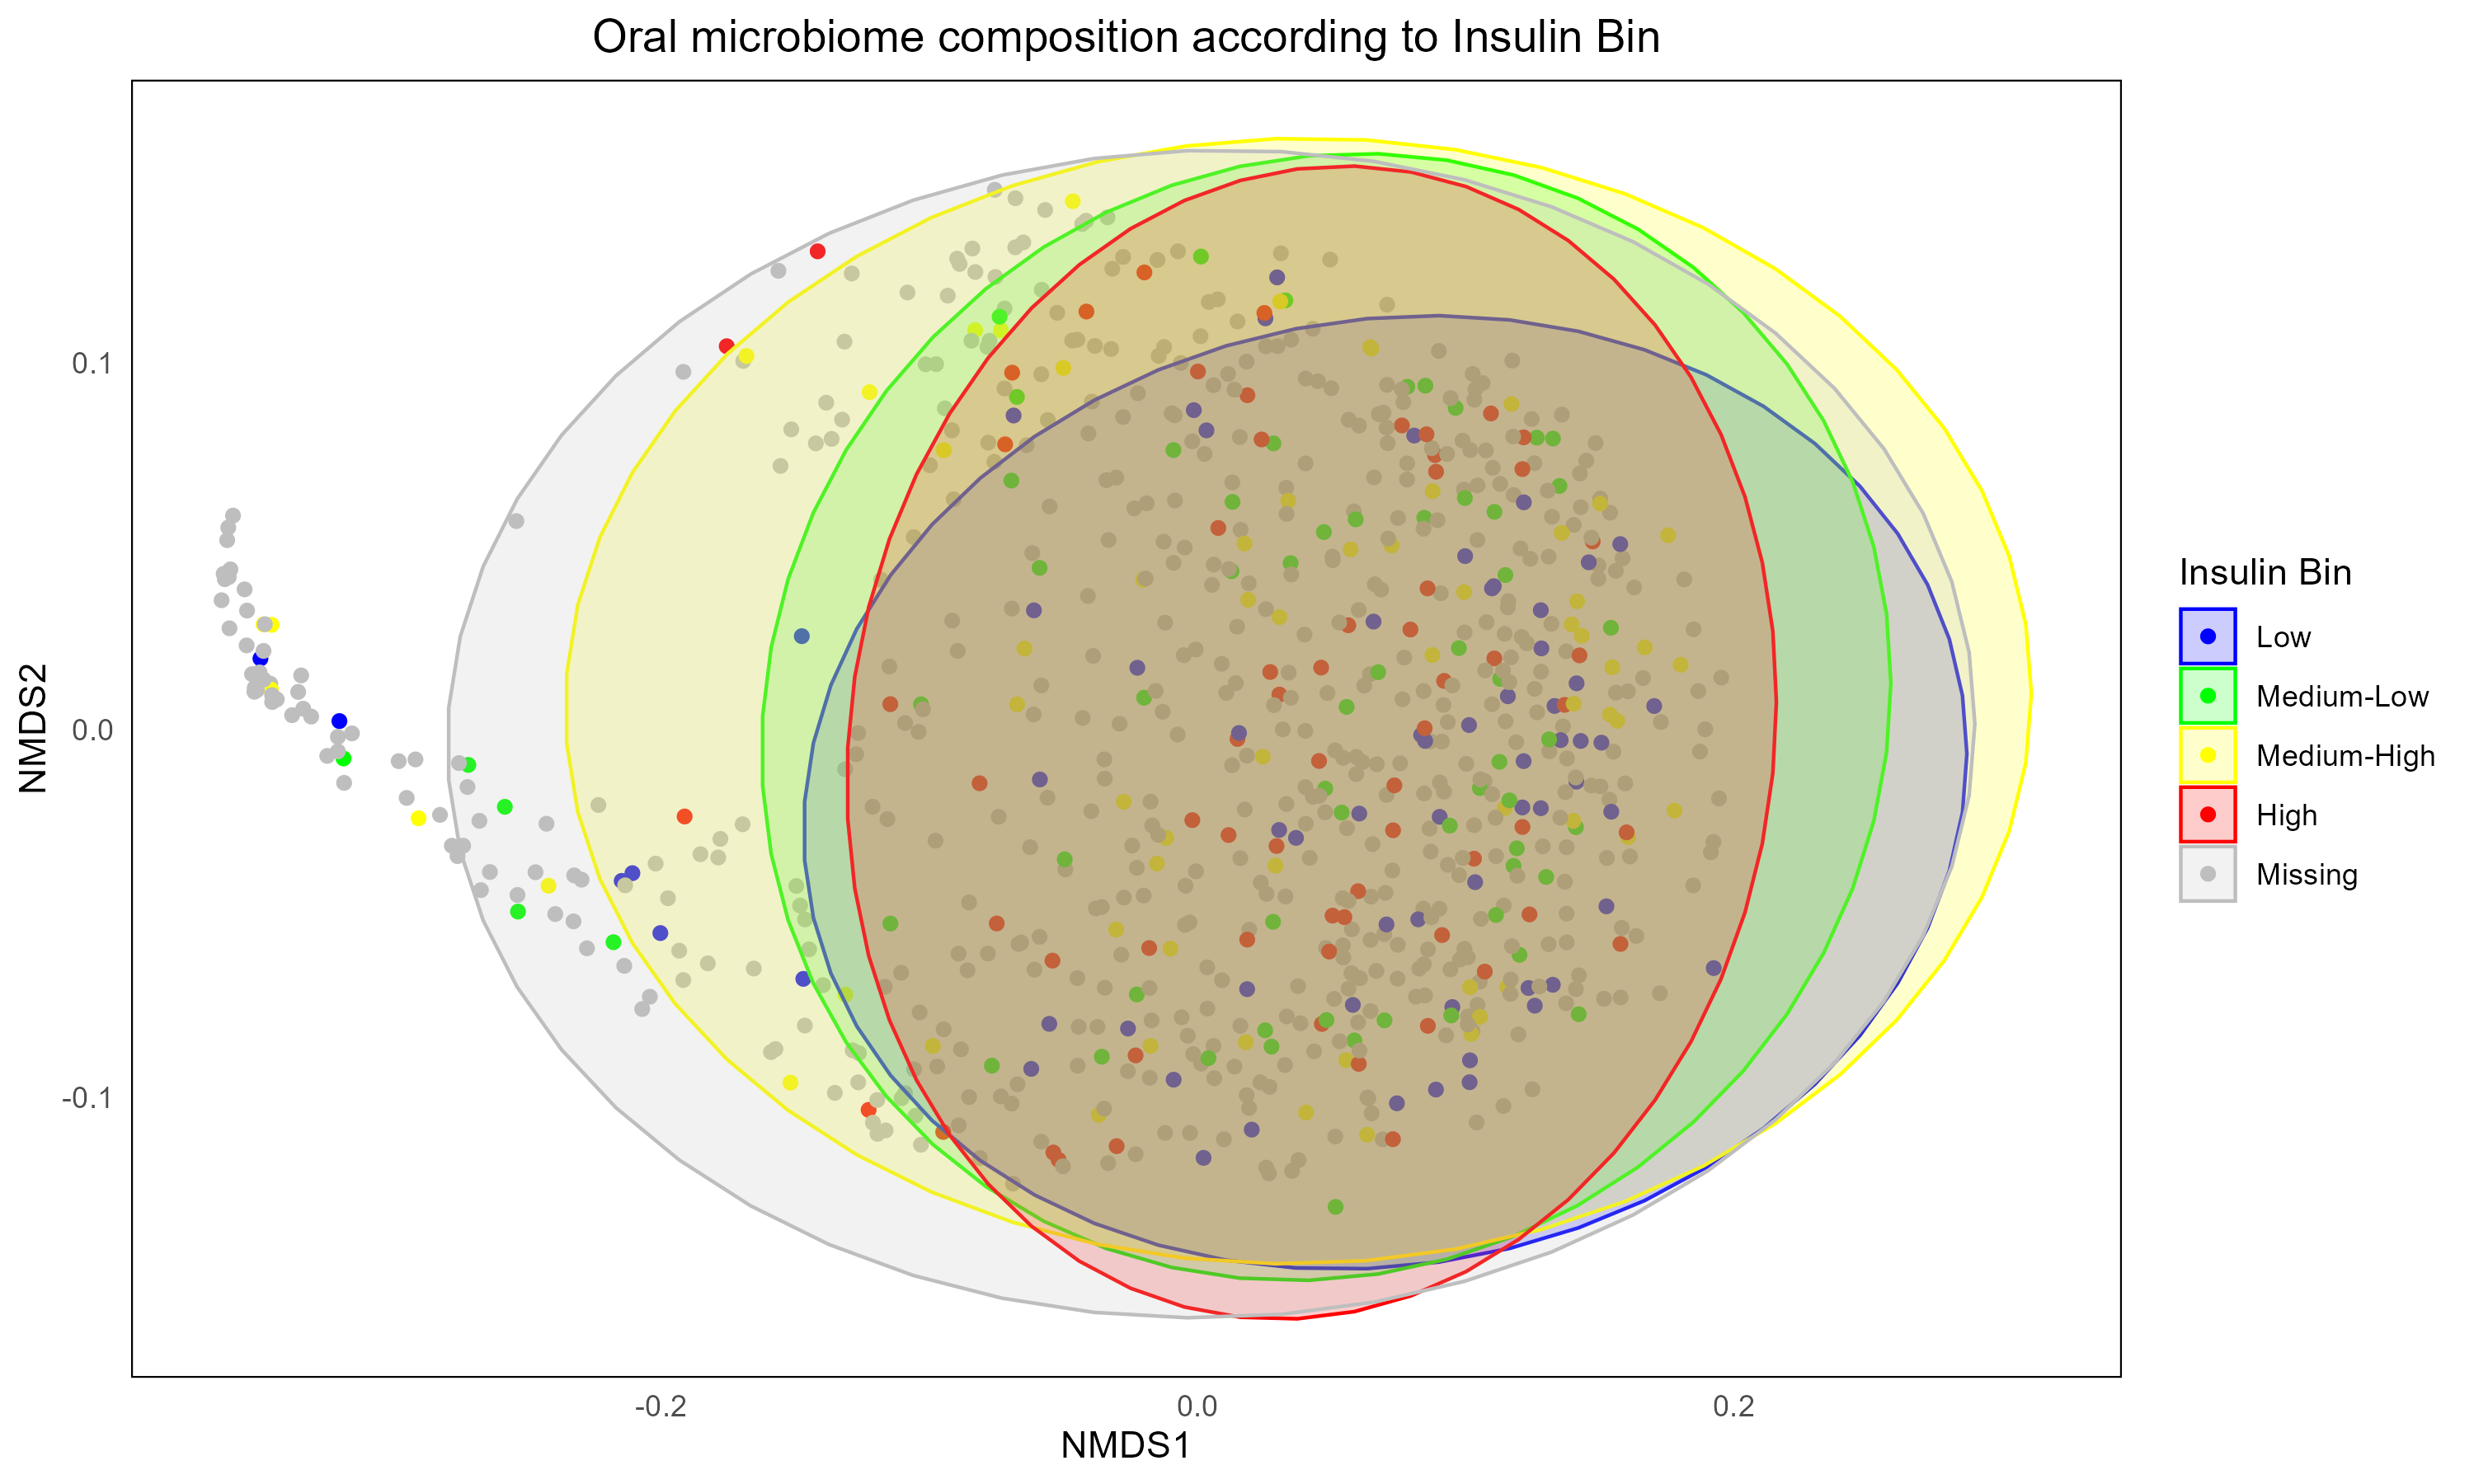 Oral microbiome composition according to Insulin Bin
NMDS2
0.1
0.0
-0.1
-0.2
0.0
0.2
NMDS1
Insulin Bin
Low
Medium-Low
Medium-High
High
Missing